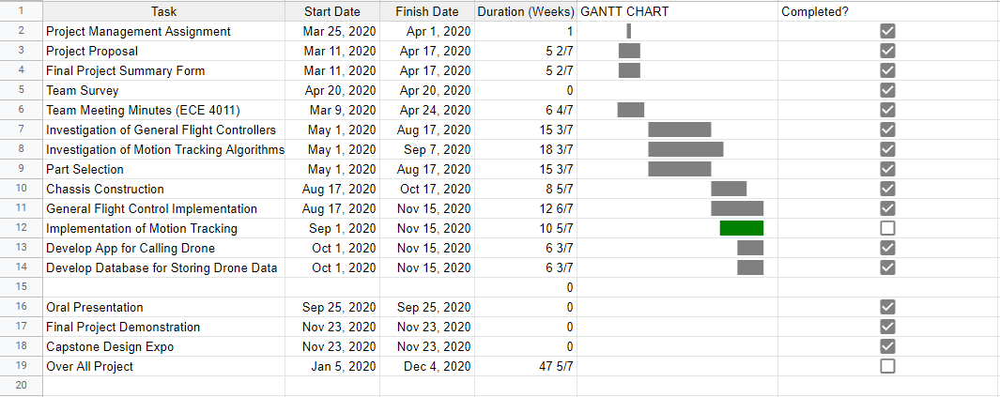 1 Task Start Date Finish Date Duration (Weeks) GANTT CHART Completed?
2 Project Management Assignment Mar 25, 2020 Apr 1, 2020 1
3 Project Proposal Mar 11, 2020 Apr 17, 2020 5 2/7
4 Final Project Summary Form Mar 11, 2020 Apr 17, 2020 5 2/7
5 Team Survey Apr 20, 2020 Apr 20, 2020 0
6 Team Meeting Minutes (ECE 4011) Mar 9, 2020 Apr 24, 2020 6 4/7
7 Investigation of General Flight Controllers May 1, 2020 Aug 17, 2020 15 3/7
8 Investigation of Motion Tracking Algorithms May 1, 2020 Sep 7, 2020 18 3/7
9 Part Selection May 1, 2020 Aug 17, 2020 15 3/7
10 Chassis Construction Aug 17, 2020 Oct 17, 2020 8 5/7
11 General Flight Control Implementation Aug 17, 2020 Nov 15, 2020 12 6/7
12 Implementation of Motion Tracking Sep 1, 2020 Nov 15, 2020 10 5/7
13 Develop App for Calling Drone Oct 1, 2020 Nov 15, 2020 6 3/7
14 Develop Database for Storing Drone Data Oct 1, 2020 Nov 15, 2020 6 3/7
15 0
16 Oral Presentation Sep 25, 2020 Sep 25, 2020 0
17 Final Project Demonstration Nov 23, 2020 Nov 23, 2020 0
18 Capstone Design Expo Nov 23, 2020 Nov 23, 2020 0
19 Over All Project Jan 5, 2020 Dec 4, 2020 47 5/7
20